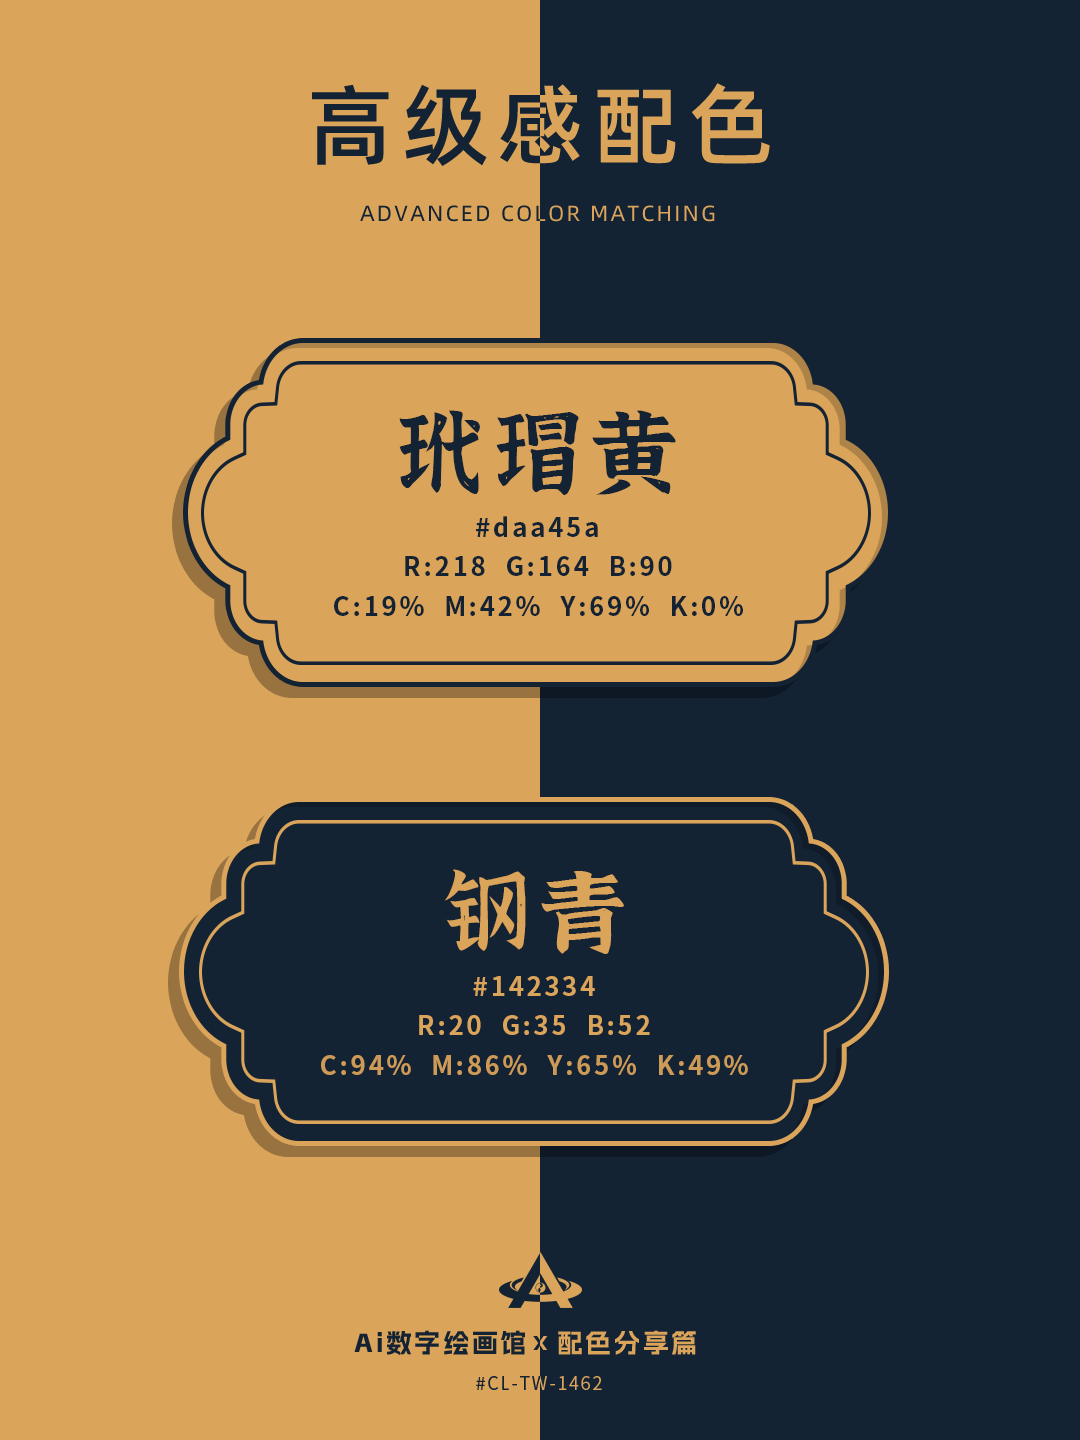 高级感配色
ADVANCED COLOR MATCHING
玳瑁黄
#daa45a
R:218 G:164 B:90
C:19% M:42% Y:69% K:0%
钢青
#142334
R:20 G:35 B:52
C:94% M:86% Y:65% K:49%
Ai数字绘画馆 x 配色分享篇
#CL-TW-1462